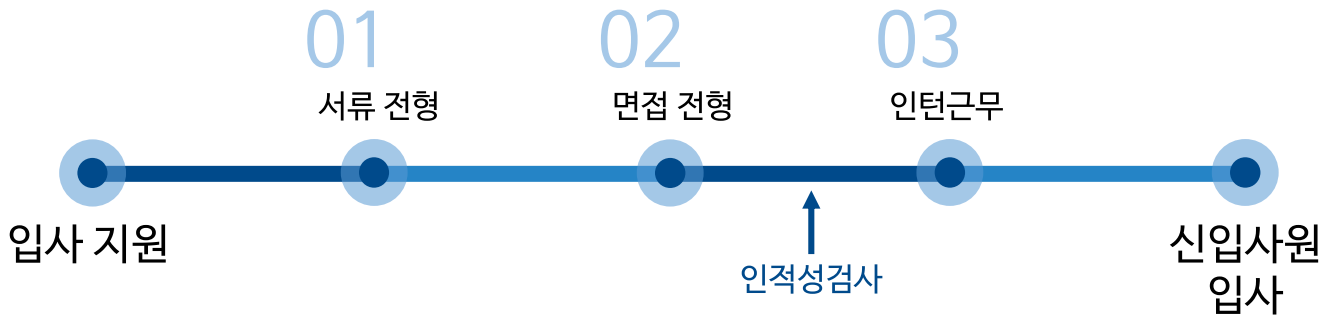 01
서류 전형
02
면접 전형
03
인턴근무
입사 지원
인적성검사
신입사원
입사